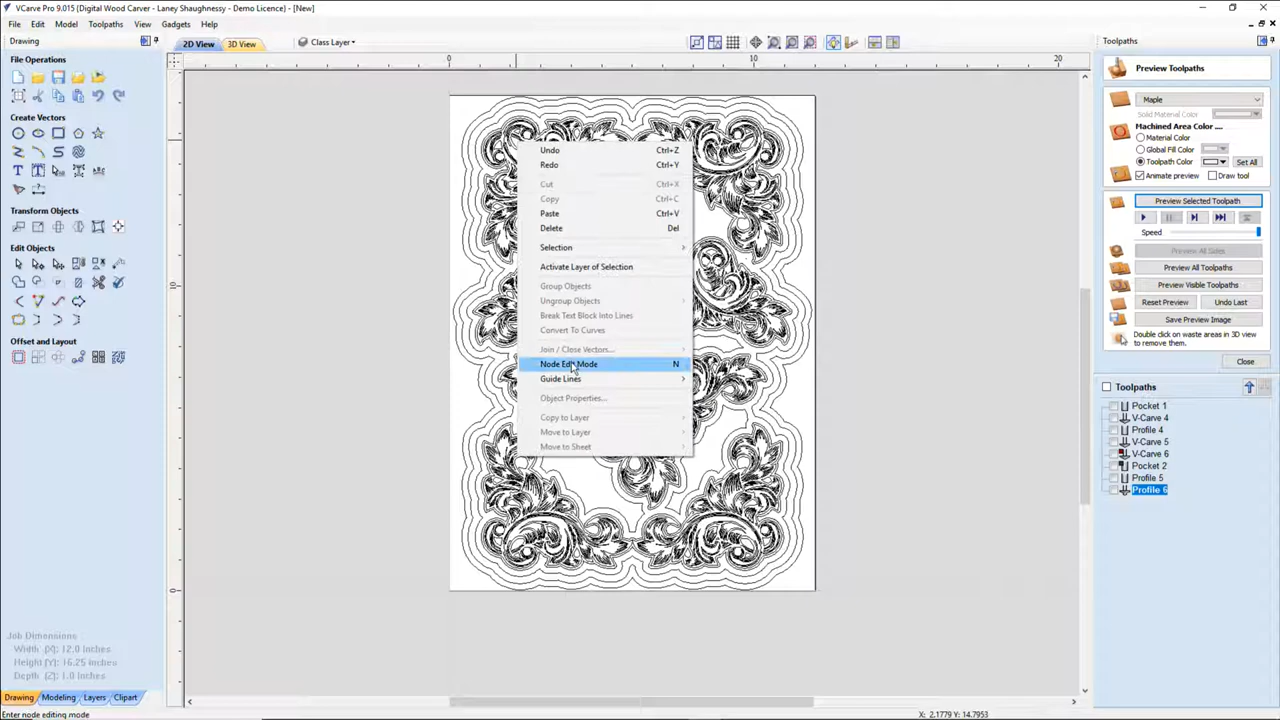 VCarve Pro 9.015 {Digital Wood Carver - Laney Shaughnessy - Demo Licence} - [New]
File Edit Model Toolpaths View Gadgets Help
Drawing
2D View 3D View Class Layer
Toolpaths
File Operations
Create Vectors
Transform Objects
Edit Objects
Offset and Layout
Job Dimensions
Width (X): 12.0 inches
Height (Y): 16.25 inches
Depth (Z): 1.0 inches
Drawing Modeling Layers Clipart
Enter node editing mode
0 10 20
10
0
Undo Ctrl+Z
Redo Ctrl+Y
Cut Ctrl+X
Copy Ctrl+C
Paste Ctrl+V
Delete Del
Selection
Activate Layer of Selection
Group Objects
Ungroup Objects
Break Text Block Into Lines
Convert To Curves
Join / Close Vectors...
Node Edit Mode N
Guide Lines
Object Properties...
Copy to Layer
Move to Layer
Move to Sheet
Preview Toolpaths
Maple
Solid Material Color
Machined Area Color ....
Material Color
Global Fill Color
Toolpath Color Set All
Animate preview Draw tool
Preview Selected Toolpath
Speed
Preview All Sides
Preview All Toolpaths
Preview Visible Toolpaths
Reset Preview Undo Last
Save Preview Image
Double click on waste areas in 3D view
to remove them.
Close
Toolpaths
Pocket 1
V-Carve 4
Profile 4
V-Carve 5
V-Carve 6
Pocket 2
Profile 5
Profile 6
X: 2.1779 Y: 14.7953